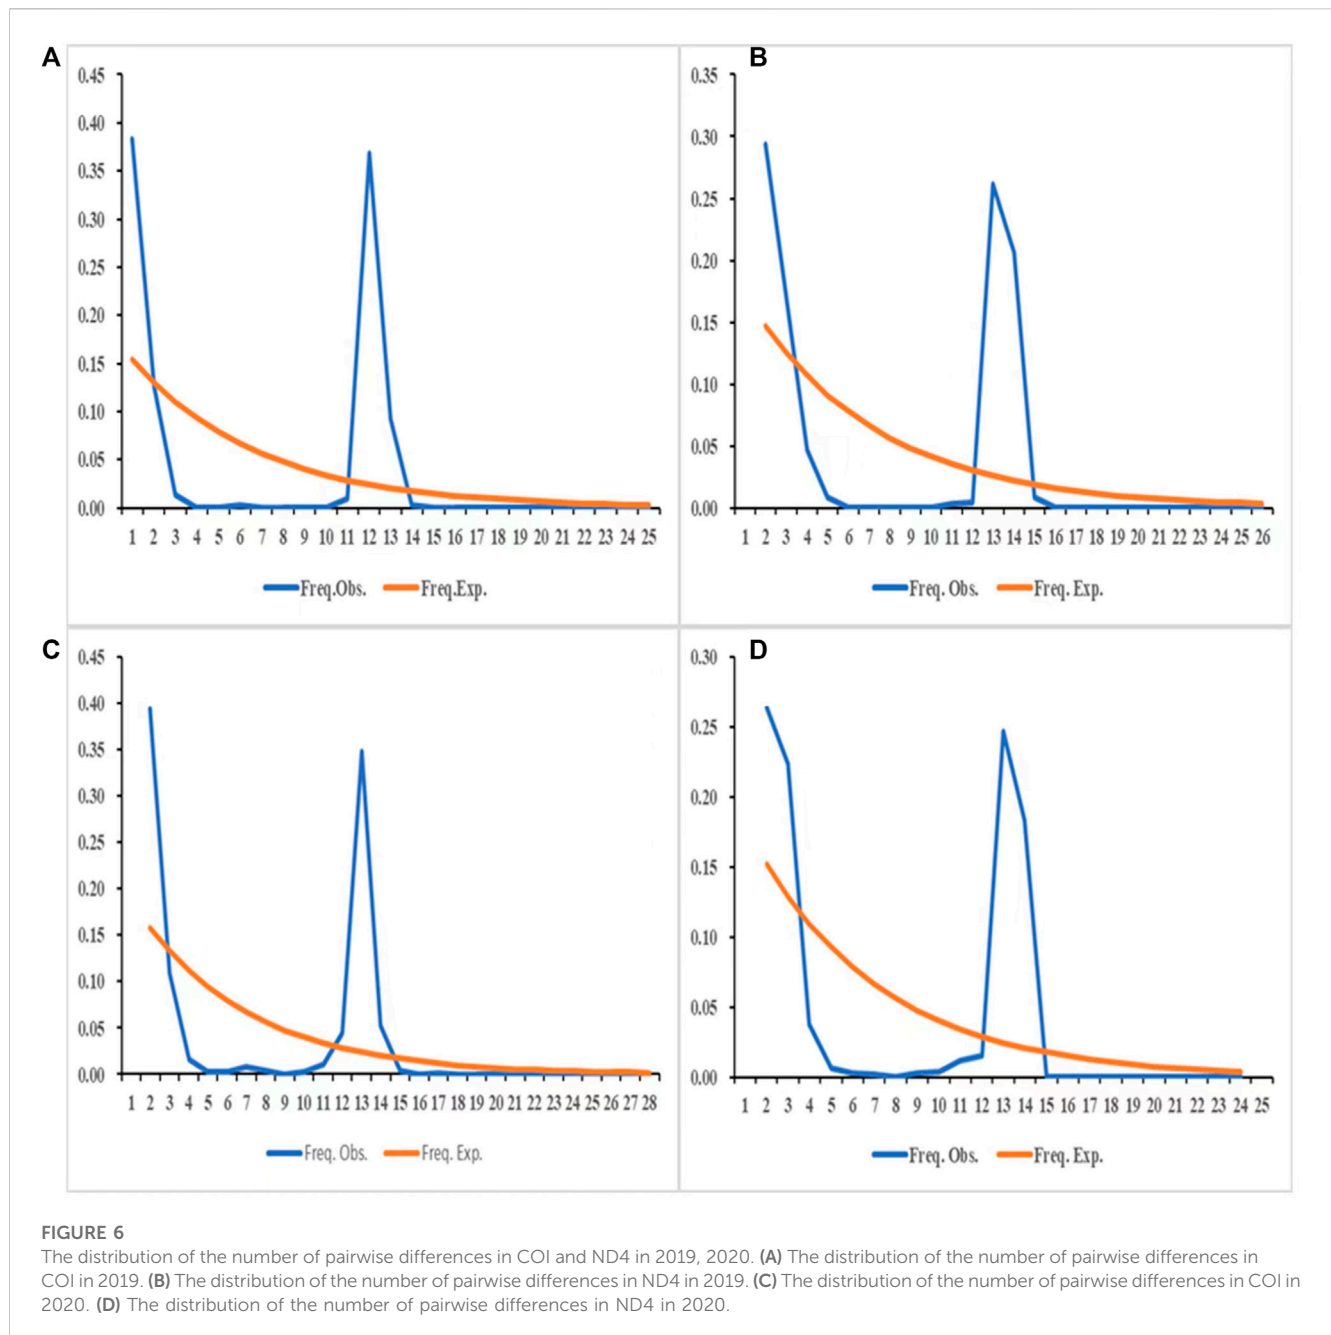 A
0.45
0.40
0.35
0.30
0.25
0.20
0.15
0.10
0.05
0.00
1 2 3 4 5 6 7 8 9 10 11 12 13 14 15 16 17 18 19 20 21 22 23 24 25
Freq.Obs. Freq.Exp.
B
0.35
0.30
0.25
0.20
0.15
0.10
0.05
0.00
1 2 3 4 5 6 7 8 9 10 11 12 13 14 15 16 17 18 19 20 21 22 23 24 25 26
Freq. Obs. Freq. Exp.
C
0.45
0.40
0.35
0.30
0.25
0.20
0.15
0.10
0.05
0.00
1 2 3 4 5 6 7 8 9 10 11 12 13 14 15 16 17 18 19 20 21 22 23 24 25 26 27 28
Freq. Obs. Freq. Exp.
D
0.30
0.25
0.20
0.15
0.10
0.05
0.00
1 2 3 4 5 6 7 8 9 10 11 12 13 14 15 16 17 18 19 20 21 22 23 24 25
Freq. Obs. Freq. Exp.
FIGURE 6
The distribution of the number of pairwise differences in COI and ND4 in 2019, 2020. (A) The distribution of the number of pairwise differences in
COI in 2019. (B) The distribution of the number of pairwise differences in ND4 in 2019. (C) The distribution of the number of pairwise differences in COI in
2020. (D) The distribution of the number of pairwise differences in ND4 in 2020.